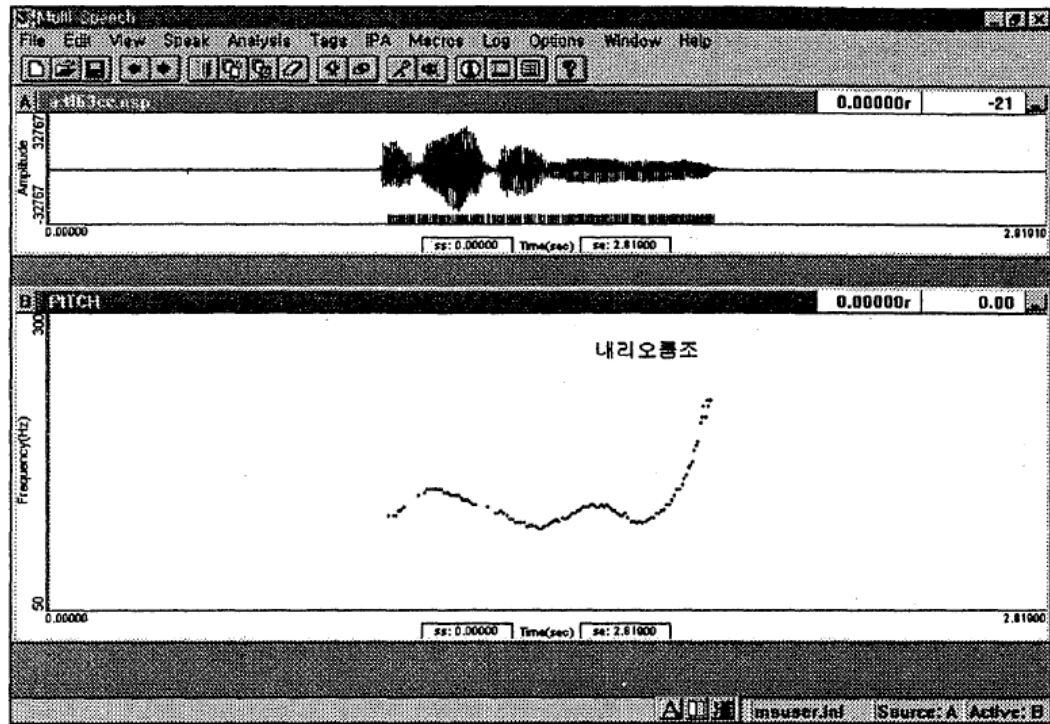 Multi-Speech
File Edit View Speak Analysis Tags IPA Macros Log Options Window Help
A
0.00000r -21
32767
Amplitude
-32767
0.00000 2.81910
ss: 0.00000 Time(sec) se: 2.81900
B PITCH 0.00000r 0.00
300
내리오름조
Frequency(Hz)
50
0.00000 2.81900
ss: 0.00000 Time(sec) se: 2.81900
msuser.inf Source: A Active: B